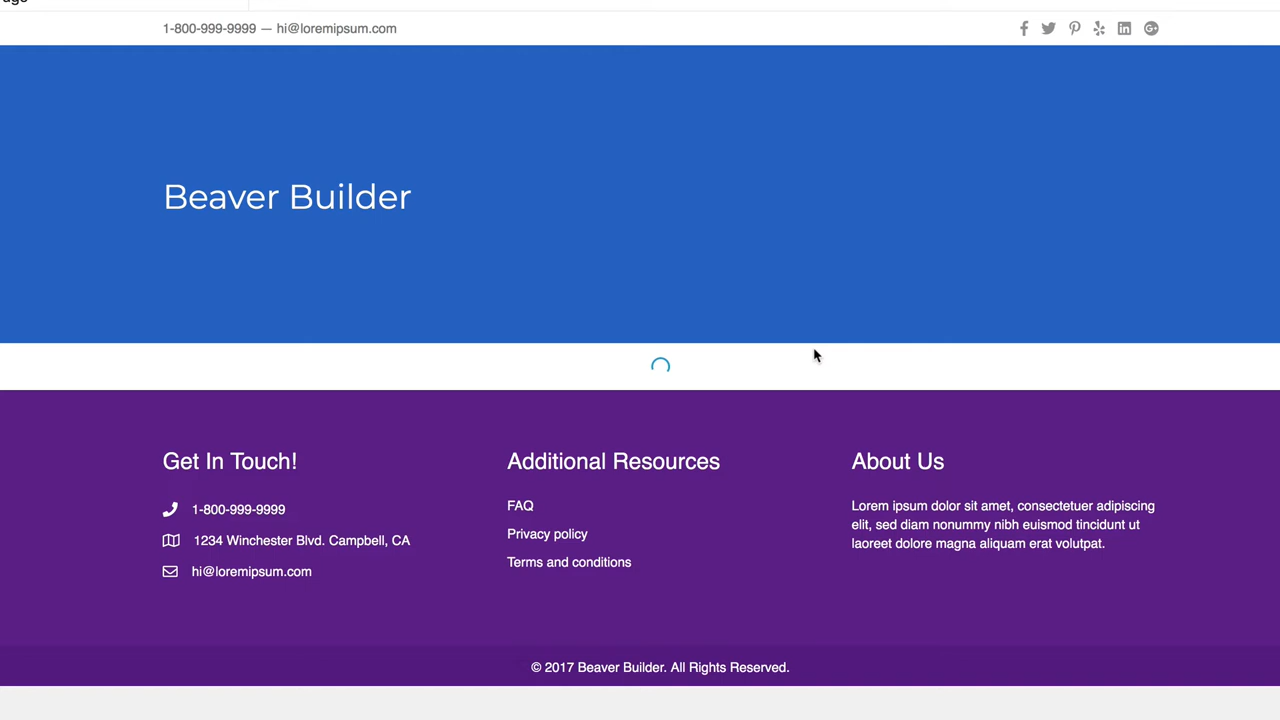 1-800-999-9999 — hi@loremipsum.com
Beaver Builder
Get In Touch!
1-800-999-9999
1234 Winchester Blvd. Campbell, CA
hi@loremipsum.com
Additional Resources
FAQ
Privacy policy
Terms and conditions
About Us
Lorem ipsum dolor sit amet, consectetuer adipiscing
elit, sed diam nonummy nibh euismod tincidunt ut
laoreet dolore magna aliquam erat volutpat.
© 2017 Beaver Builder. All Rights Reserved.